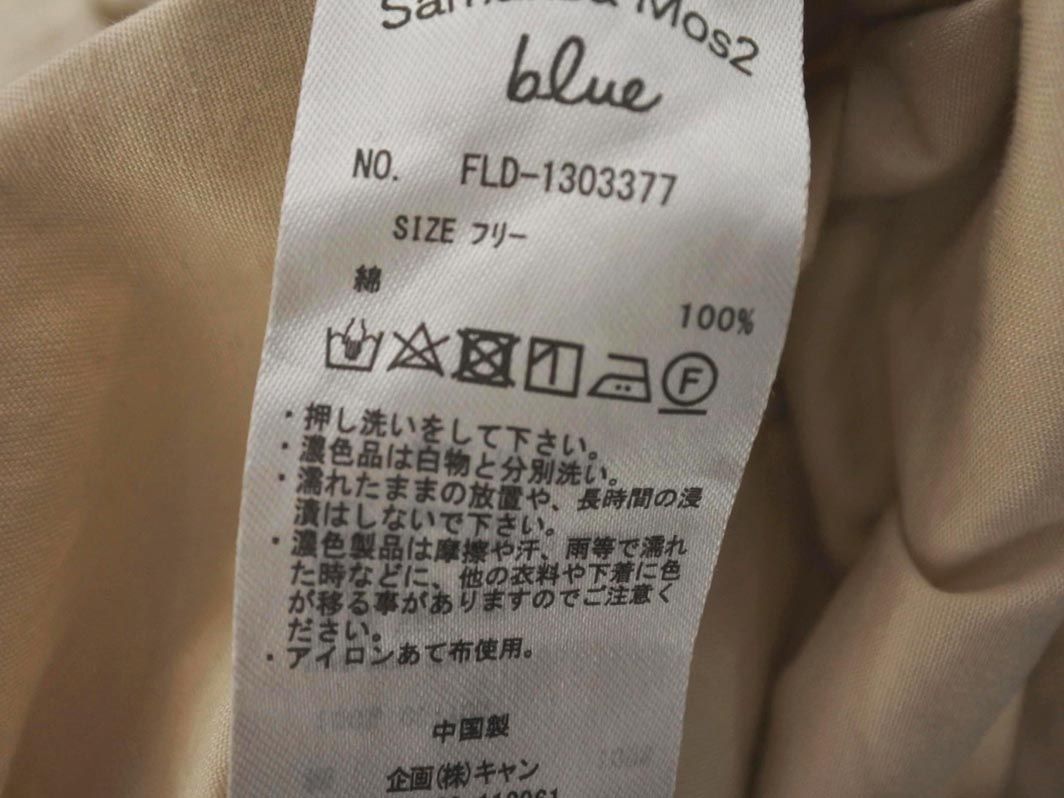 Mos2
blue
NO. FLD-1303377
SIZE フリー
綿
100%
F
・押し洗いをして下さい。
・濃色品は白物と分別洗い。
・濡れたままの放置や、長時間の浸
漬はしないで下さい。
・濃色製品は摩擦や汗、雨等で濡れ
た時などに、他の衣料や下着に色
が移る事がありますのでご注意く
ださい。
・アイロンあて布使用。
中国製
企画(株)キャン